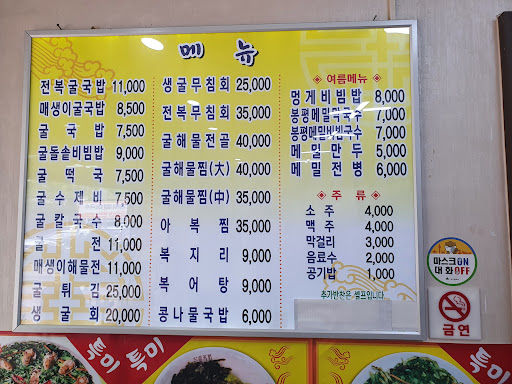 메 뉴
전복굴국밥 11,000
매생이굴국밥 8,500
굴 국 밥 7,500
굴돌솥비빔밥 9,000
굴 떡 국 7,500
굴 수 제 비 7,500
굴 칼 국 수 8,000
굴 전 11,000
매생이해물전 11,000
굴 튀 김 25,000
생 굴 회 20,000
생굴무침회 25,000
전복무침회 35,000
굴해물전골 40,000
굴해물찜(大) 40,000
굴해물찜(中) 35,000
아 복 찜 35,000
복 지 리 9,000
복 어 탕 9,000
콩나물국밥 6,000
◈ 여름메뉴 ◈
멍게비빔밥 8,000
봉평메밀막국수 7,000
봉평메밀비빔국수 7,000
메 밀 만 두 5,000
메 밀 전 병 6,000
◈ 주 류 ◈
소 주 4,000
맥 주 4,000
막걸리 3,000
음료수 2,000
공기밥 1,000
추가반찬은 셀프입니다
마스크ON
대화OFF
금연
특미
특미
특미